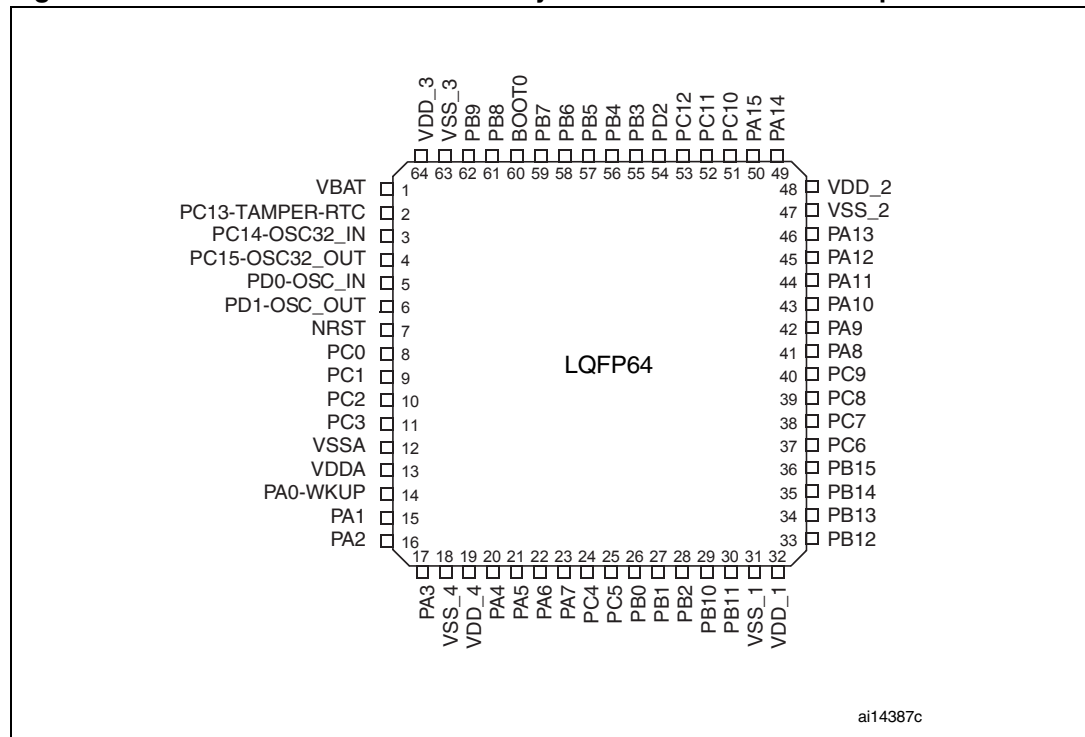 VDD_3
VSS_3
PB9
PB8
BOOT0
PB7
PB6
PB5
PB4
PB3
PD2
PC12
PC11
PC10
PA15
PA14
64 63 62 61 60 59 58 57 56 55 54 53 52 51 50 49
VBAT 1
PC13-TAMPER-RTC 2
PC14-OSC32_IN 3
PC15-OSC32_OUT 4
PD0-OSC_IN 5
PD1-OSC_OUT 6
NRST 7
PC0 8
PC1 9
PC2 10
PC3 11
VSSA 12
VDDA 13
PA0-WKUP 14
PA1 15
PA2 16
LQFP64
48 VDD_2
47 VSS_2
46 PA13
45 PA12
44 PA11
43 PA10
42 PA9
41 PA8
40 PC9
39 PC8
38 PC7
37 PC6
36 PB15
35 PB14
34 PB13
33 PB12
17 18 19 20 21 22 23 24 25 26 27 28 29 30 31 32
PA3
VSS_4
VDD_4
PA4
PA5
PA6
PA7
PC4
PC5
PB0
PB1
PB2
PB10
PB11
VSS_1
VDD_1
ai14387c